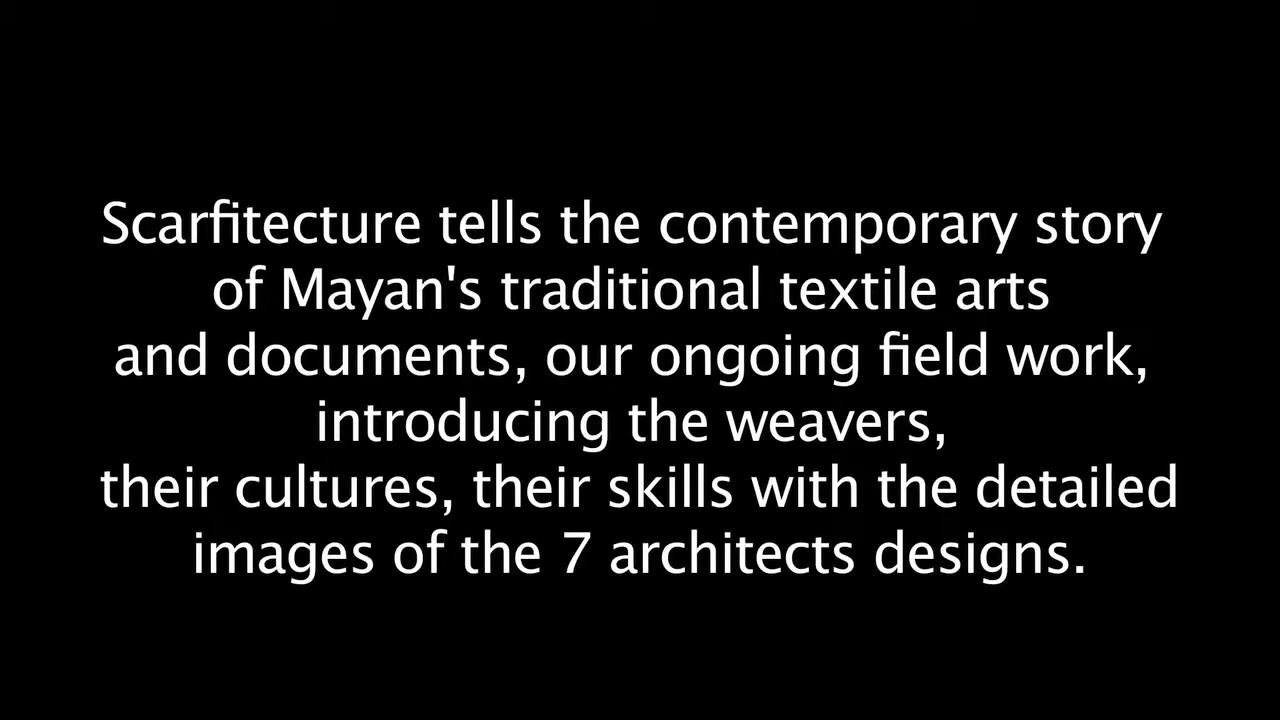 Scarfitecture tells the contemporary story
of Mayan's traditional textile arts
and documents, our ongoing field work,
introducing the weavers,
their cultures, their skills with the detailed
images of the 7 architects designs.